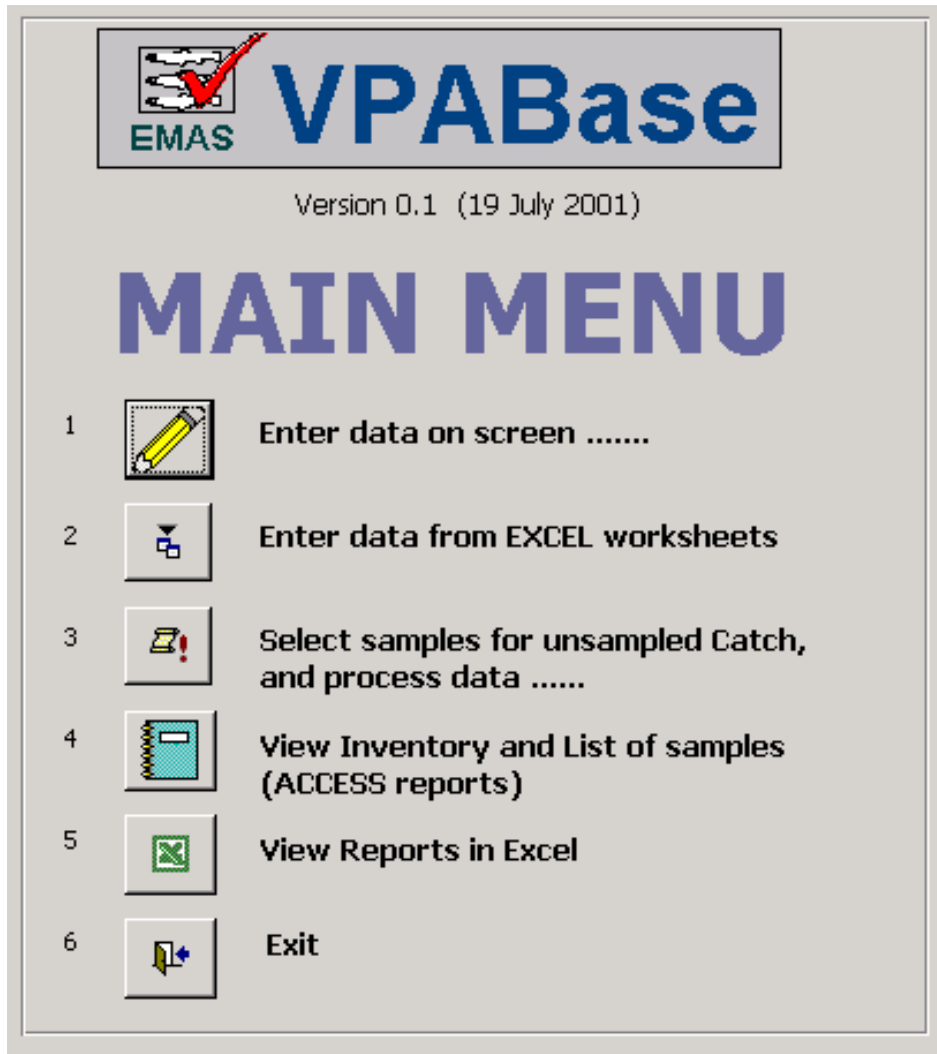 EMAS VPABase
Version 0.1 (19 July 2001)
MAIN MENU
1 Enter data on screen .......
2 Enter data from EXCEL worksheets
3 Select samples for unsampled Catch,
and process data ......
4 View Inventory and List of samples
(ACCESS reports)
5 View Reports in Excel
6 Exit